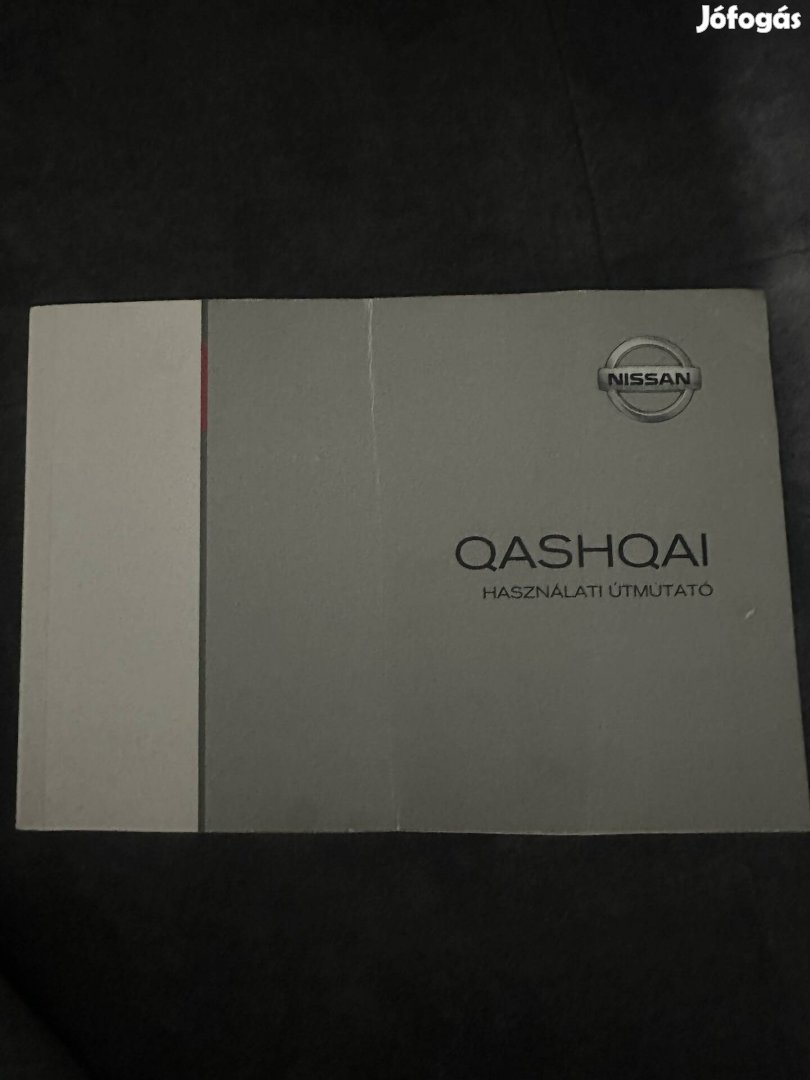 Jófogás
NISSAN
QASHQAI
HASZNÁLATI ÚTMUTATÓ